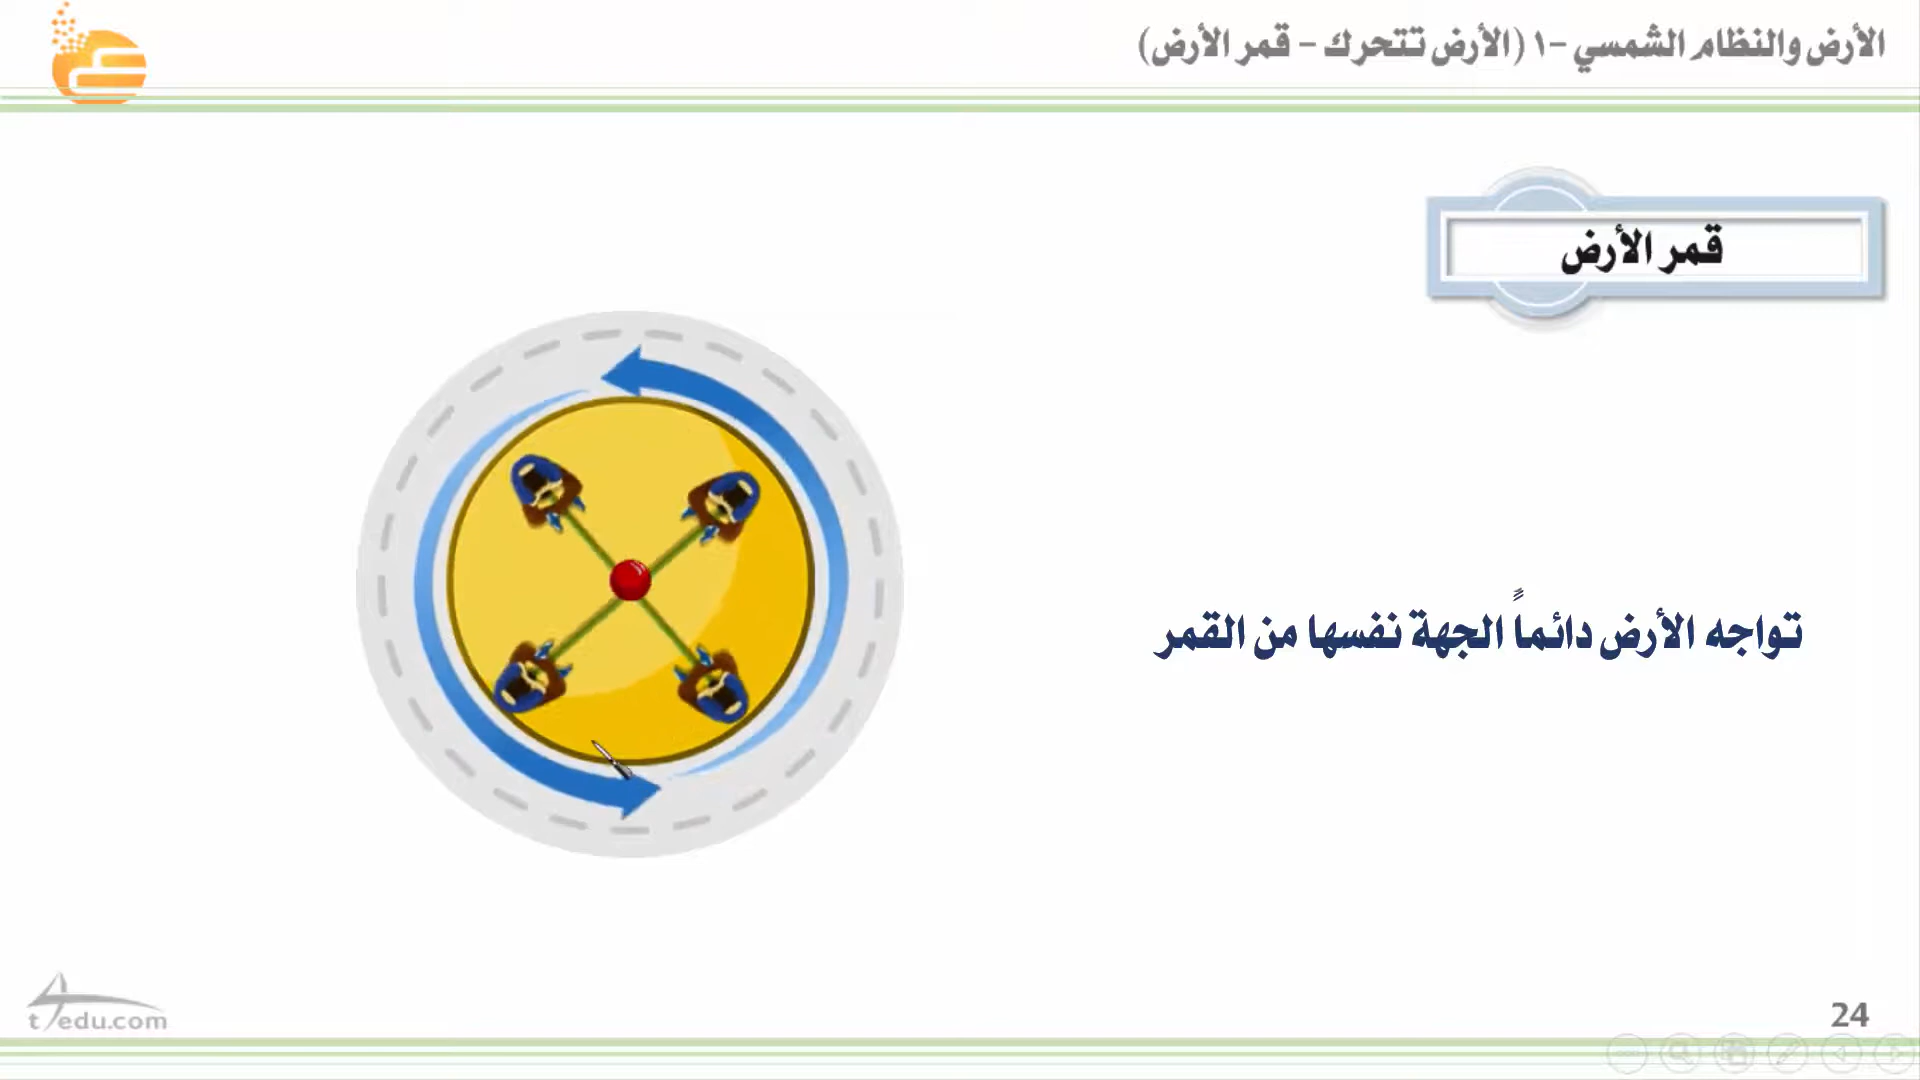 الأرض والنظام الشمسي -١ (الأرض تتحرك - قمر الأرض)
قمر الأرض
تواجه الأرض دائماً الجهة نفسها من القمر
t4edu.com
24